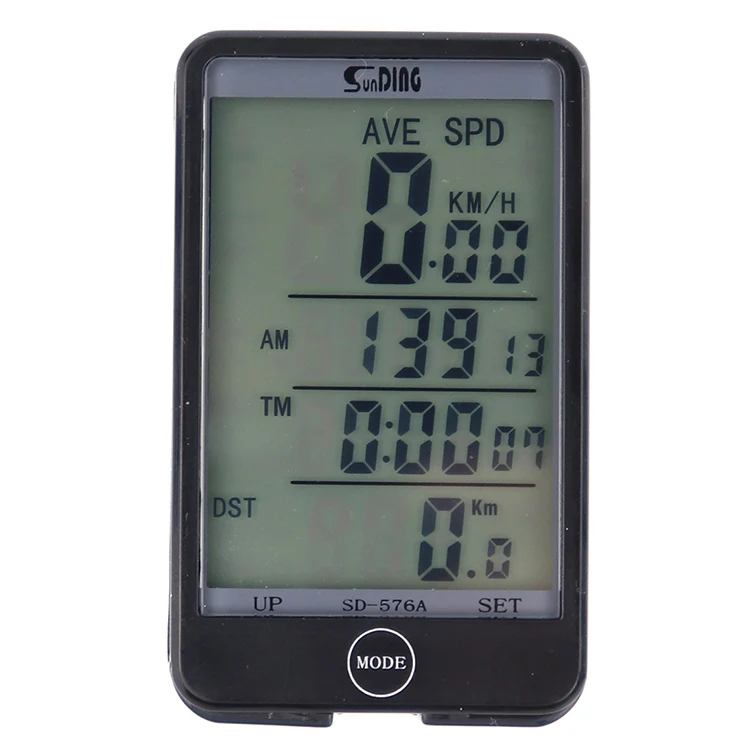 SunDING
AVE SPD
KM/H
0.00
AM 139 13
TM 0:00 07
DST 0.0 Km
UP SD-576A SET
MODE